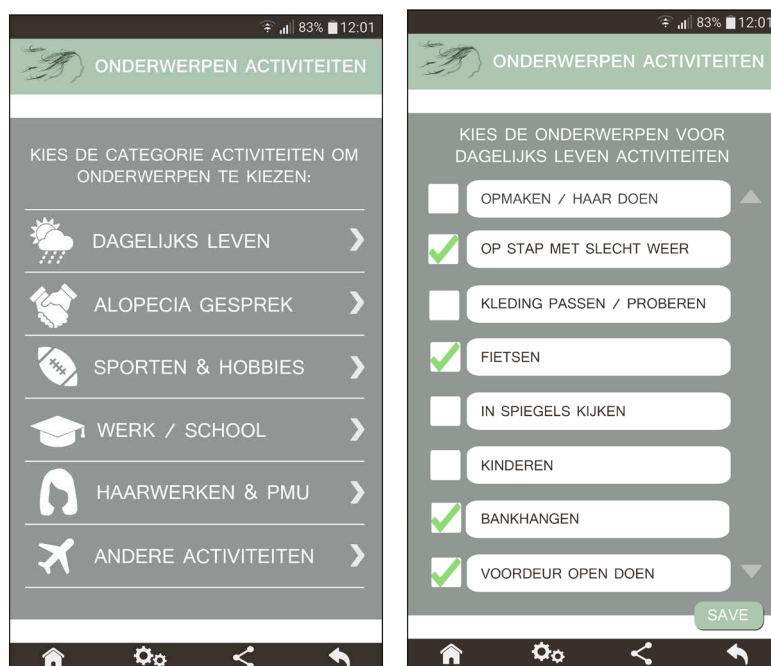 83% 12:01
ONDERWERPEN ACTIVITEITEN
KIES DE CATEGORIE ACTIVITEITEN OM
ONDERWERPEN TE KIEZEN:
DAGELIJKS LEVEN
ALOPECIA GESPREK
SPORTEN & HOBBIES
WERK / SCHOOL
HAARWERKEN & PMU
ANDERE ACTIVITEITEN
83% 12:01
ONDERWERPEN ACTIVITEITEN
KIES DE ONDERWERPEN VOOR
DAGELIJKS LEVEN ACTIVITEITEN
OPMAKEN / HAAR DOEN
OP STAP MET SLECHT WEER
KLEDING PASSEN / PROBEREN
FIETSEN
IN SPIEGELS KIJKEN
KINDEREN
BANKHANGEN
VOORDEUR OPEN DOEN
SAVE